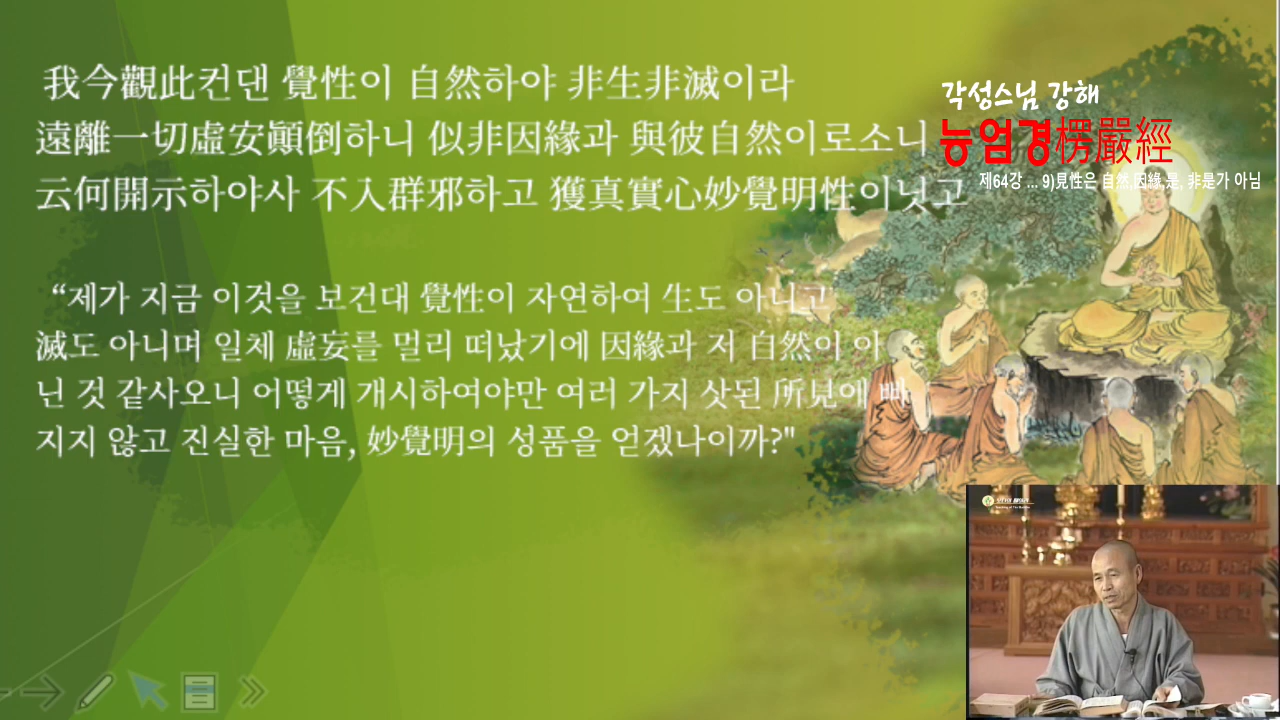 我今觀此컨댄 覺性이 自然하야 非生非滅이라
遠離一切虛妄顚倒하니 似非因緣과 與彼自然이로소니
云何開示하야사 不入群邪하고 獲真實心妙覺明性이닛고
“제가 지금 이것을 보건대 覺性이 자연하여 生도 아니고
滅도 아니며 일체 虛妄를 멀리 떠났기에 因緣과 저 自然이 아
닌 것 같사오니 어떻게 개시하여야만 여러 가지 삿된 所見에 빠
지지 않고 진실한 마음, 妙覺明의 성품을 얻겠나이까?"
각성스님 강해
능엄경楞嚴經
제64강 ... 9)見性은 自然,因緣,是, 非是가 아님